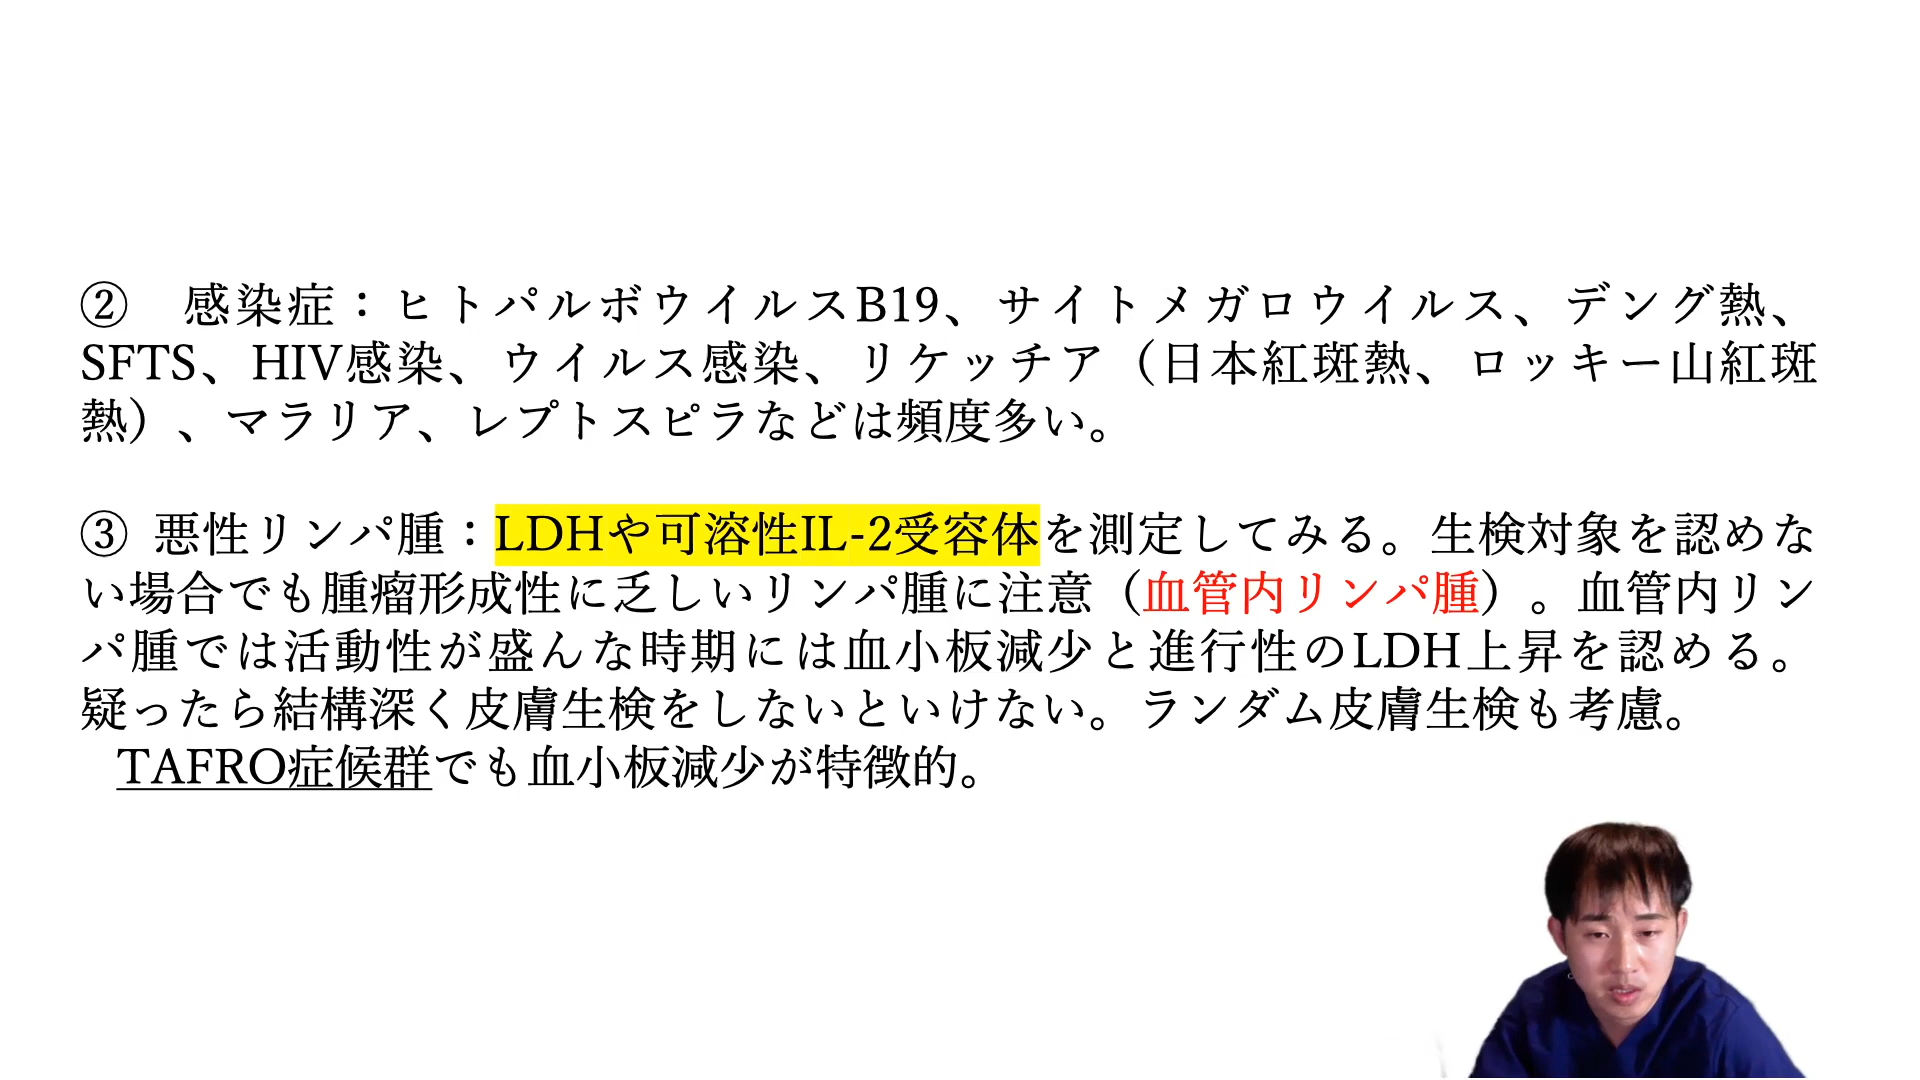 ② 感染症：ヒトパルボウイルスB19、サイトメガロウイルス、デング熱、
SFTS、HIV感染、ウイルス感染、リケッチア（日本紅斑熱、ロッキー山紅斑
熱）、マラリア、レプトスピラなどは頻度多い。
③ 悪性リンパ腫：LDHや可溶性IL-2受容体を測定してみる。生検対象を認めな
い場合でも腫瘤形成性に乏しいリンパ腫に注意（血管内リンパ腫）。血管内リン
パ腫では活動性が盛んな時期には血小板減少と進行性のLDH上昇を認める。
疑ったら結構深く皮膚生検をしないといけない。ランダム皮膚生検も考慮。
TAFRO症候群でも血小板減少が特徴的。